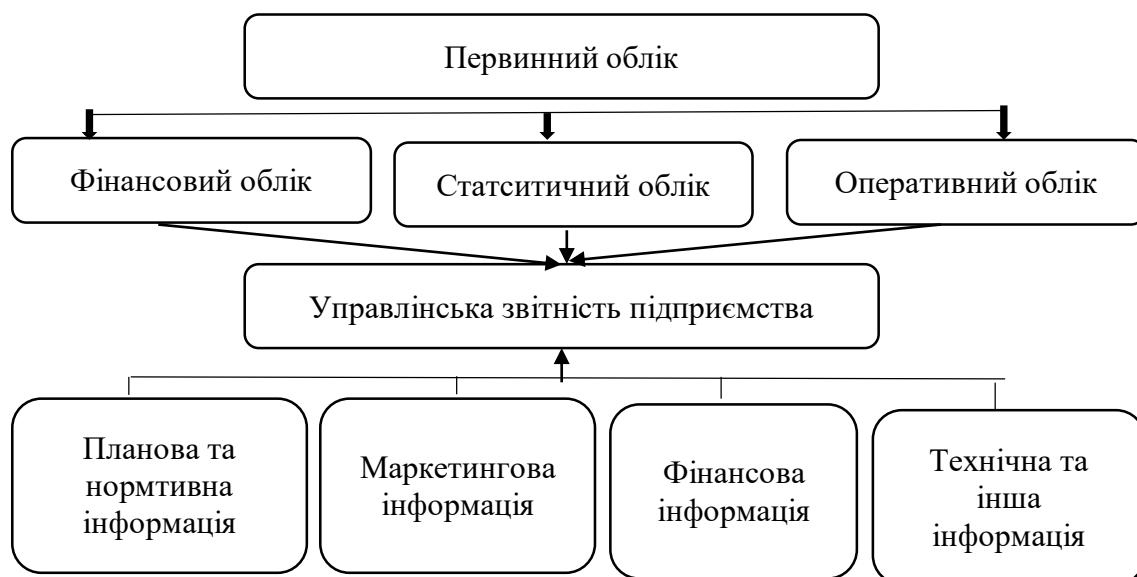 Первинний облік
Фінансовий облік
Статситичний облік
Оперативний облік
Управлінська звітність підприємства
Планова та
нормтивна
інформація
Маркетингова
інформація
Фінансова
інформація
Технічна та
інша
інформація